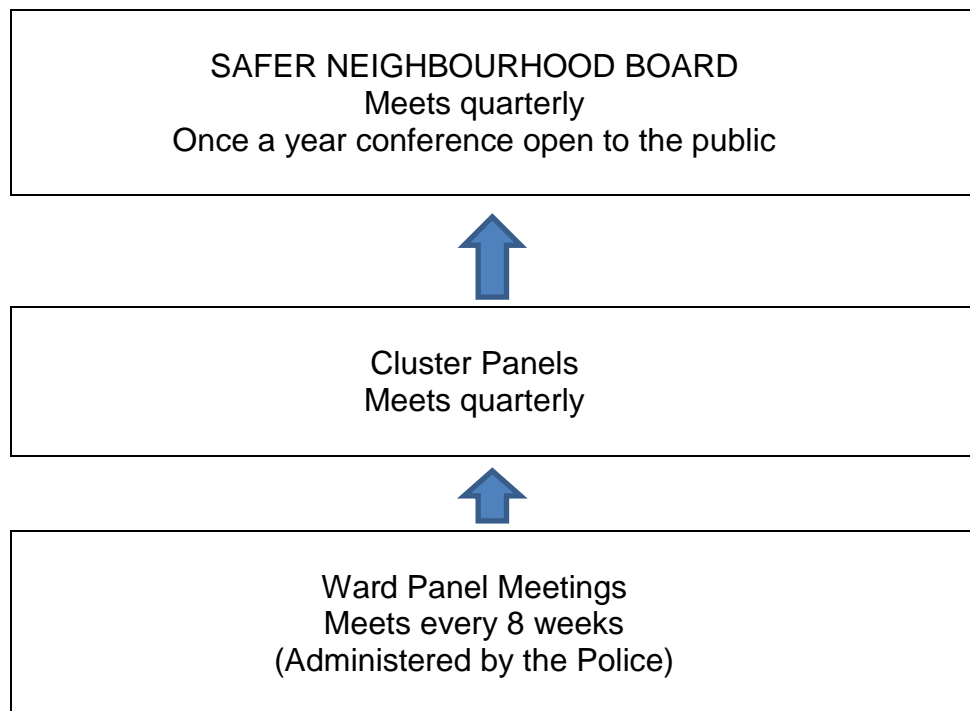 SAFER NEIGHBOURHOOD BOARD
Meets quarterly
Once a year conference open to the public
Cluster Panels
Meets quarterly
Ward Panel Meetings
Meets every 8 weeks
(Administered by the Police)